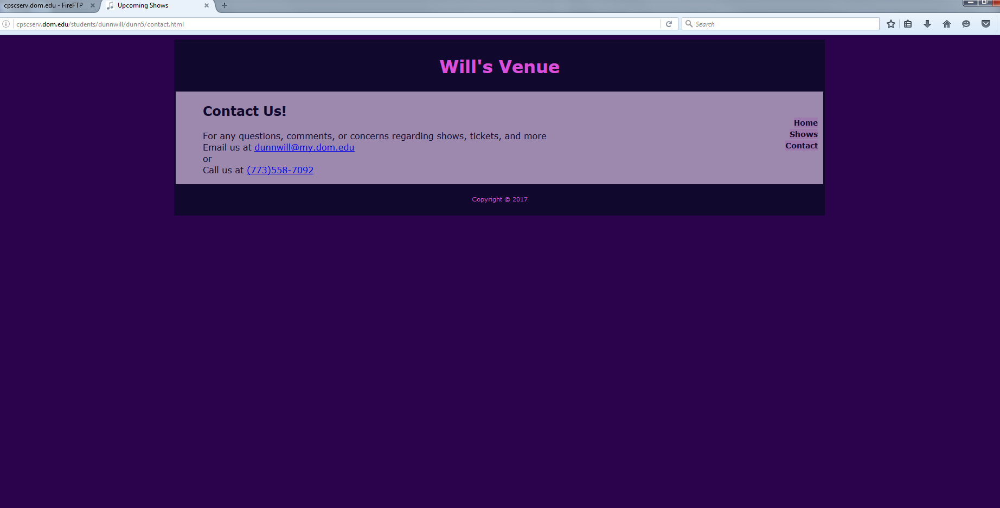 cpscserv.dom.edu - FireFTP
Upcoming Shows
cpscserv.dom.edu/students/dunnwill/dunn5/contact.html
Search
Will's Venue
Contact Us!
For any questions, comments, or concerns regarding shows, tickets, and more
Email us at dunnwill@my.dom.edu
or
Call us at (773)558-7092
Home
Shows
Contact
Copyright © 2017